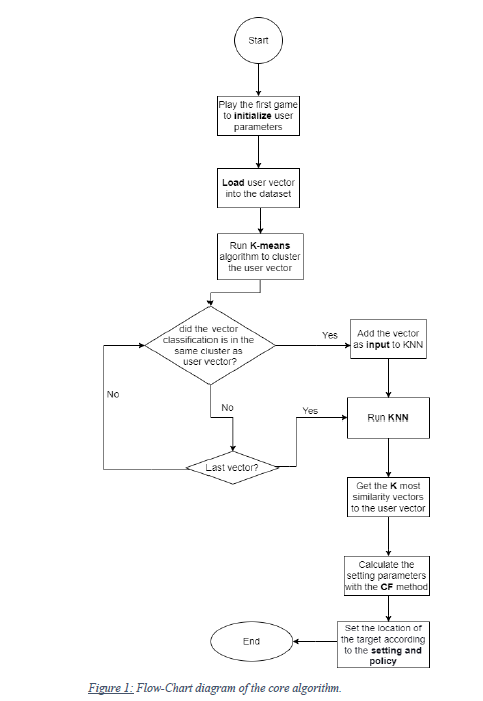 Start
Play the first game
to initialize user
parameters
Load user vector
into the dataset
Run K-means
algorithm to cluster
the user vector
did the vector
classification is in the
same cluster as
user vector?
Yes
Add the vector
as input to KNN
No
No
Last vector?
Yes
Run KNN
Get the K most
similarity vectors
to the user vector
Calculate the
setting parameters
with the CF method
Set the location of
the target according
to the setting and
policy
End
Figure 1: Flow-Chart diagram of the core algorithm.